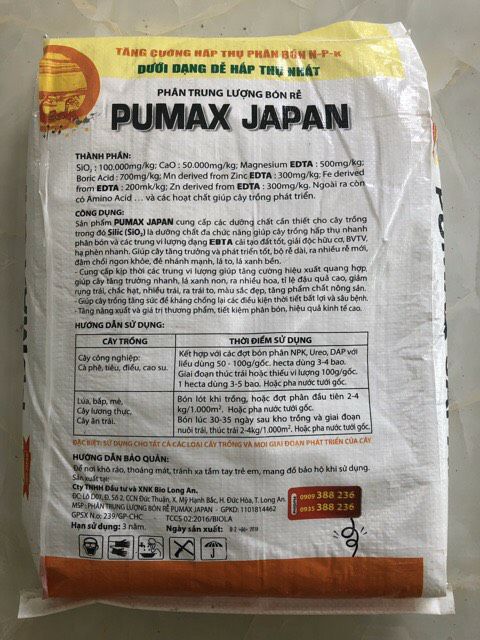 TĂNG CƯỜNG HẤP THỤ PHÂN BÓN N-P-K
DƯỚI DẠNG DỄ HẤP THỤ NHẤT
PHÂN TRUNG LƯỢNG BÓN RỄ
PUMAX JAPAN
THÀNH PHẦN:
SiO₂ : 100.000mg/kg; CaO : 50.000mg/kg; Magnesium EDTA : 500mg/kg;
Boric Acid : 700mg/kg; Mn derived from Zinc EDTA : 300mg/kg; Fe derived
from EDTA : 200mk/kg; Zn derived from EDTA : 300mg/kg. Ngoài ra còn
có Amino Acid ... và các hoạt chất giúp cây trồng phát triển.
CÔNG DỤNG:
Sản phẩm PUMAX JAPAN cung cấp các dưỡng chất cần thiết cho cây trồng
trong đó Silic (SiO₂) là dưỡng chất đa chức năng giúp cây trồng hấp thụ nhanh
phân bón và các trung vi lượng dạng EDTA cải tạo đất tốt, giải độc hữu cơ, BVTV,
hạ phèn nhanh. Giúp cây tăng trưởng và phát triển tốt, bộ rễ dài, ra nhiều rễ mới,
đâm chồi ngọn khỏe, đẻ nhánh mạnh, lá to, lá xanh bền.
- Cung cấp kịp thời các trung vi lượng giúp tăng cường hiệu xuất quang hợp,
giúp cây tăng trưởng nhanh, lá xanh non, ra nhiều hoa, tỉ lệ đậu quả cao, giảm
rụng trái, chắc hạt, nhiều trái, ra trái to, màu sắc đẹp, tăng phẩm chất nông sản.
- Giúp cây trồng tăng sức đề kháng chống lại các điều kiện thời tiết bất lợi và sâu bệnh.
- Tăng năng xuất và giá trị thương phẩm, tiết kiệm phân bón, hiệu quả kinh tế cao.
HƯỚNG DẪN SỬ DỤNG:
CÂY TRỒNG THỜI ĐIỂM SỬ DỤNG
Cây công nghiệp:
Cà phê, tiêu, điều, cao su.
Kết hợp với các đợt bón phân NPK, Ureo, DAP với
liều dùng 50 - 100g/gốc. hecta dùng 3-4 bao.
Giai đoạn thúc trái hoặc thiếu vi lượng 100g/gốc.
1 hecta dùng 3-5 bao. Hoặc pha nước tưới gốc.
Lúa, bắp, mè,
Cây lương thực,
Cây ăn trái.
Bón lót khi trồng, hoặc đợt phân đầu tiên 2-4
kg/1.000m². Hoặc pha nước tưới gốc.
Bón lúc 30-35 ngày sau kho trồng và giai đoạn
nuôi trái, thúc trái 2-4kg/1.000m². Hoặc pha nước tưới gốc.
ĐẶC BIỆT: SỬ DỤNG CHO TẤT CẢ CÁC LOẠI CÂY TRỒNG VÀ MỌI GIAI ĐOẠN PHÁT TRIỂN CỦA CÂY
HƯỚNG DẪN BẢO QUẢN:
Để nơi khô ráo, thoáng mát, tránh xa tầm tay trẻ em, mang đồ bảo hộ khi sử dụng.
Sản xuất tại:
Cty TNHH Đầu tư và XNK Bio Long An.
ĐC: Lô D07, Đ. Số 2, CCN Đức Thuận, X. Mỹ Hạnh Bắc, H. Đức Hòa, T. Long An.
MSP: PHÂN TRUNG LƯỢNG BÓN RỄ PUMAX JAPAN - GPKD: 1101814462
GPSX N.o: 239/GP-CHC TCCS 02:2016/BIOLA
Hạn sử dụng: 3 năm. Ngày sản xuất:
0909 388 236
0935 388 236